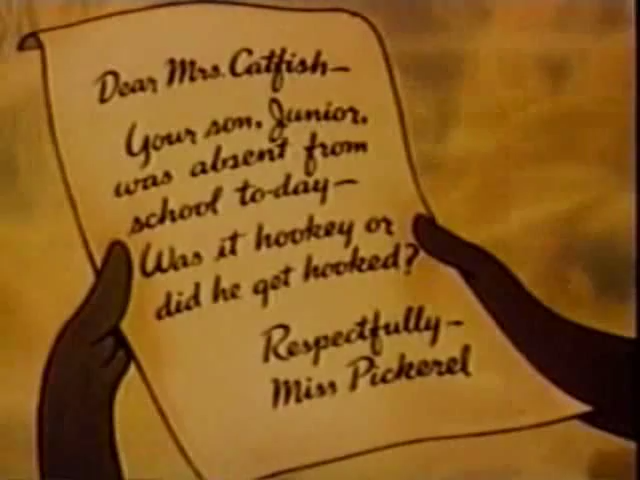 Dear Mrs. Catfish—
Your son, Junior,
was absent from
school to-day—
Was it hookey or
did he get hooked?
Respectfully—
Miss Pickerel